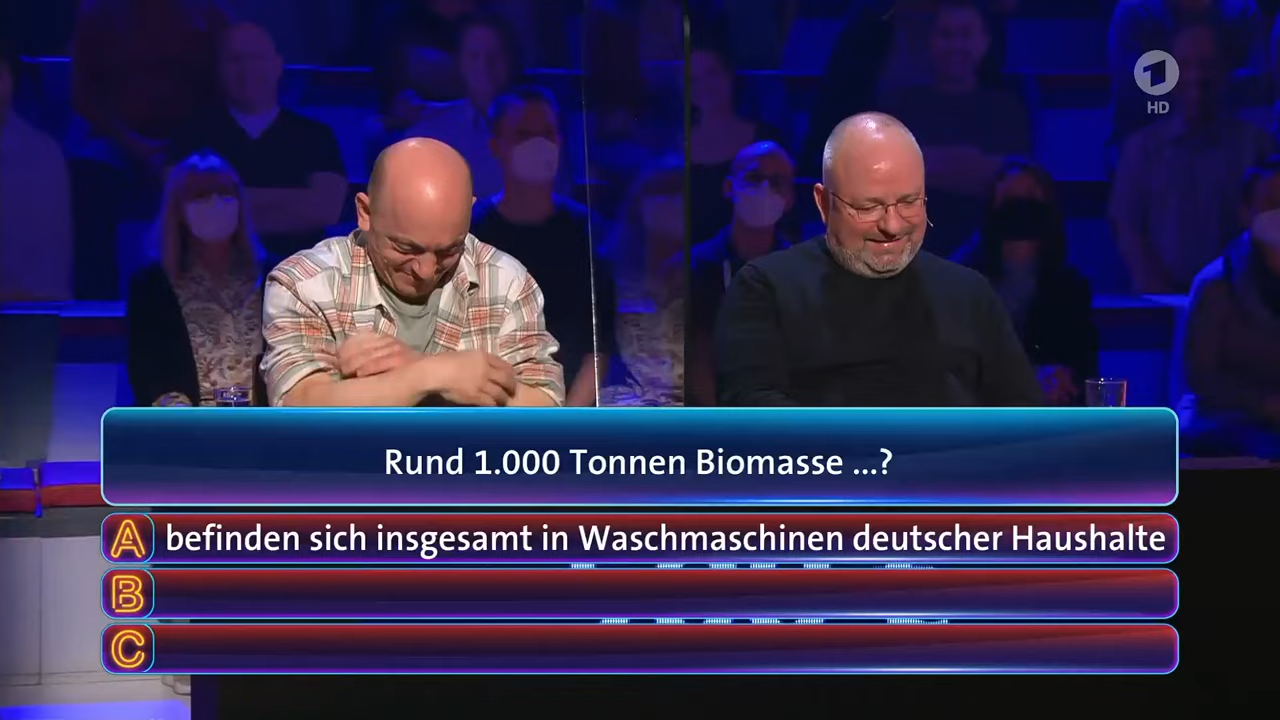 1
HD
Rund 1.000 Tonnen Biomasse ...?
A befinden sich insgesamt in Waschmaschinen deutscher Haushalte
B
C